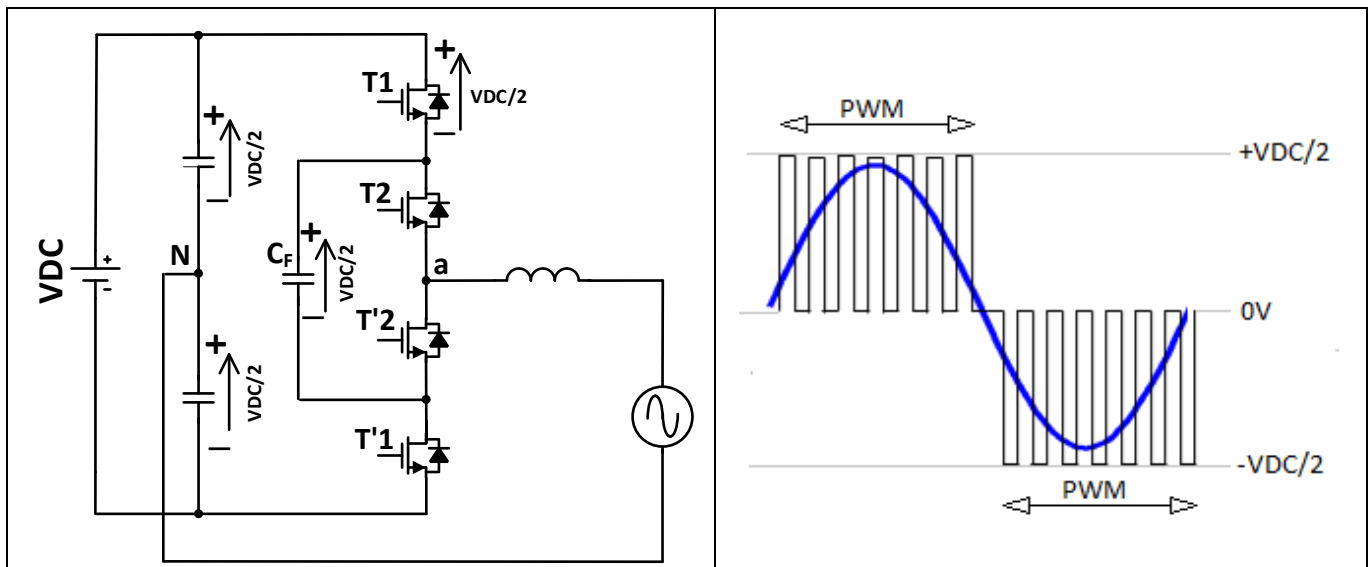 T1
+
VDC/2
−
+
VDC/2
−
T2
VDC
+
-
N
CF
+
VDC/2
−
a
T'2
+
VDC/2
−
T'1
PWM
+VDC/2
0V
-VDC/2
PWM